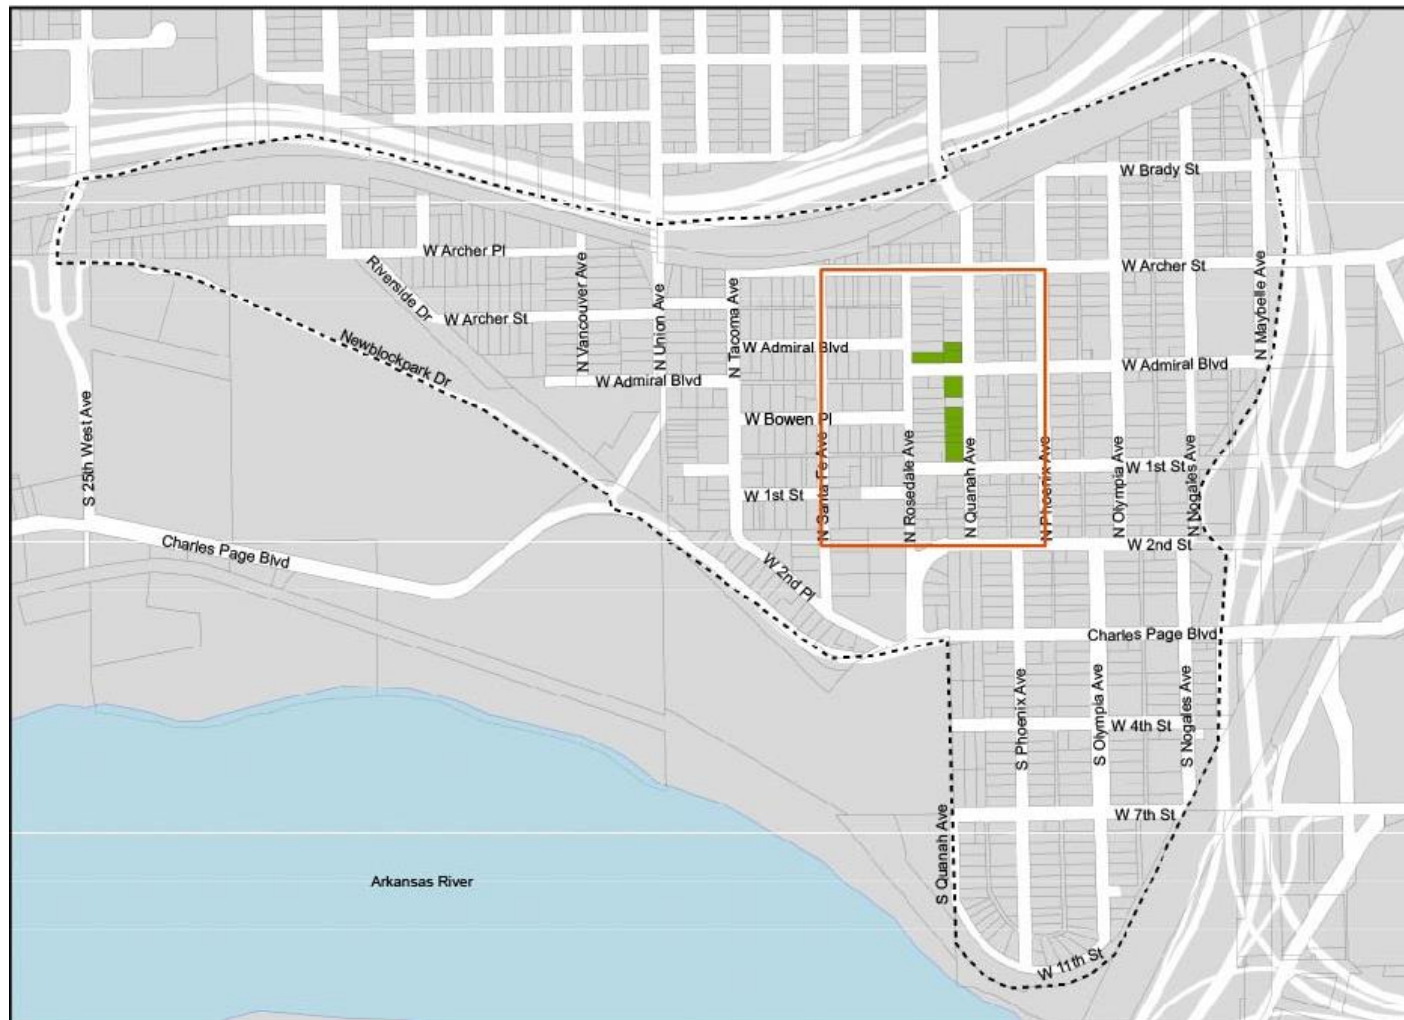 W Brady St
W Archer Pl
W Archer St
Riverside Dr
N Vancouver Ave
N Union Ave
N Tacoma Ave
N Maybelle Ave
W Archer St
Newblockpark Dr
W Admiral Blvd
W Admiral Blvd
W Admiral Blvd
S 25th West Ave
W Bowen Pl
N Santa Fe Ave
N Rosedale Ave
N Quanah Ave
N Phoenix Ave
N Olympia Ave
N Nogales Ave
W 1st St
W 1st St
Charles Page Blvd
W 2nd St
W 2nd Pl
Charles Page Blvd
S Phoenix Ave
S Olympia Ave
S Nogales Ave
W 4th St
W 7th St
S Quanah Ave
Arkansas River
W 11th St